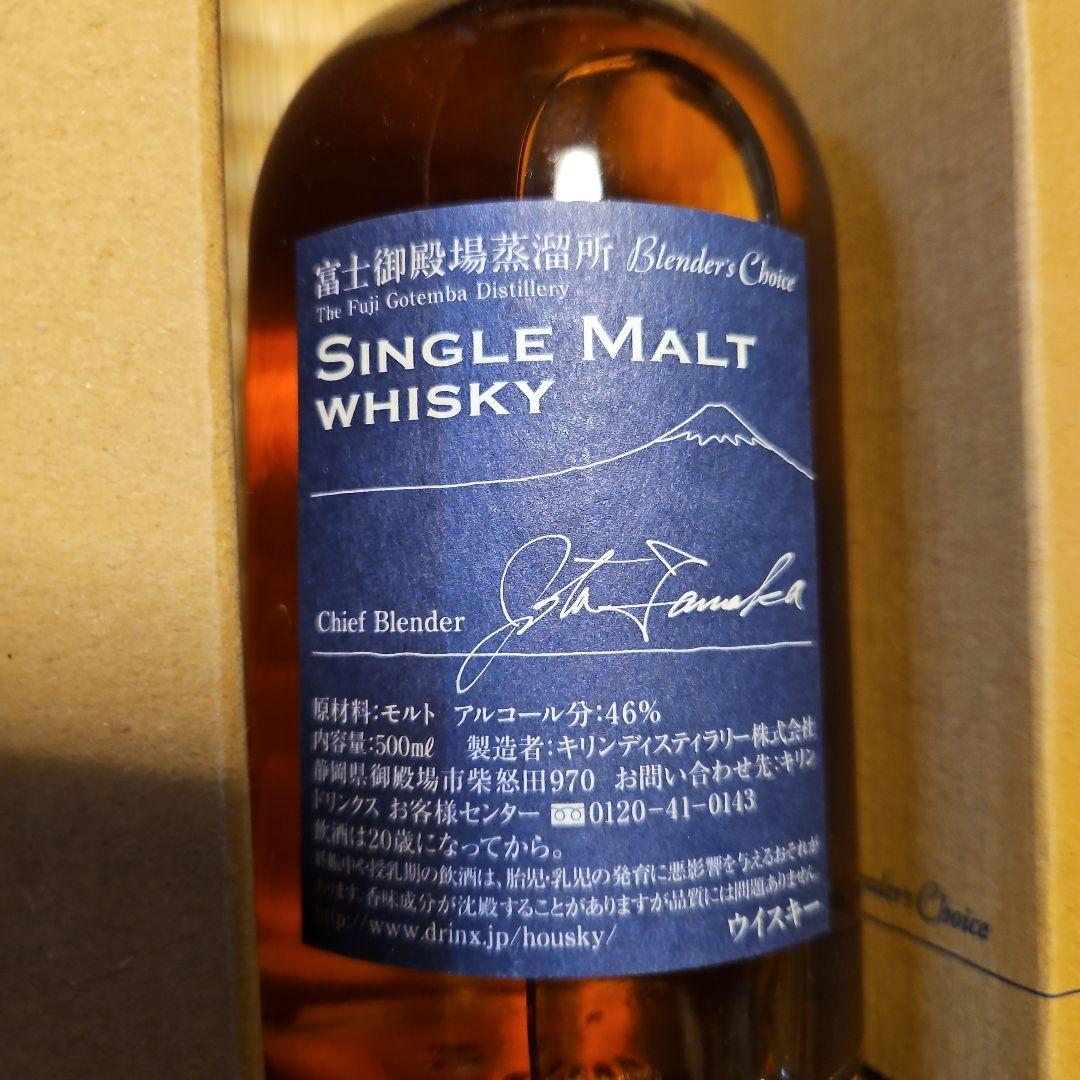 富士御殿場蒸溜所 Blender's Choice
The Fuji Gotemba Distillery
SINGLE MALT
WHISKY
Chief Blender Jota Tanaka
原材料:モルト アルコール分:46%
内容量:500mℓ 製造者:キリンディスティラリー株式会社
静岡県御殿場市柴怒田970 お問い合わせ先:キリン
ドリンクス お客様センター 0120-41-0143
飲酒は20歳になってから。
妊娠中や授乳期の飲酒は、胎児・乳児の発育に悪影響を与えるおそれが
あります。香味成分が沈殿することがありますが品質には問題ありません。
http://www.drinx.jp/housky/ ウイスキー
Blender's Choice